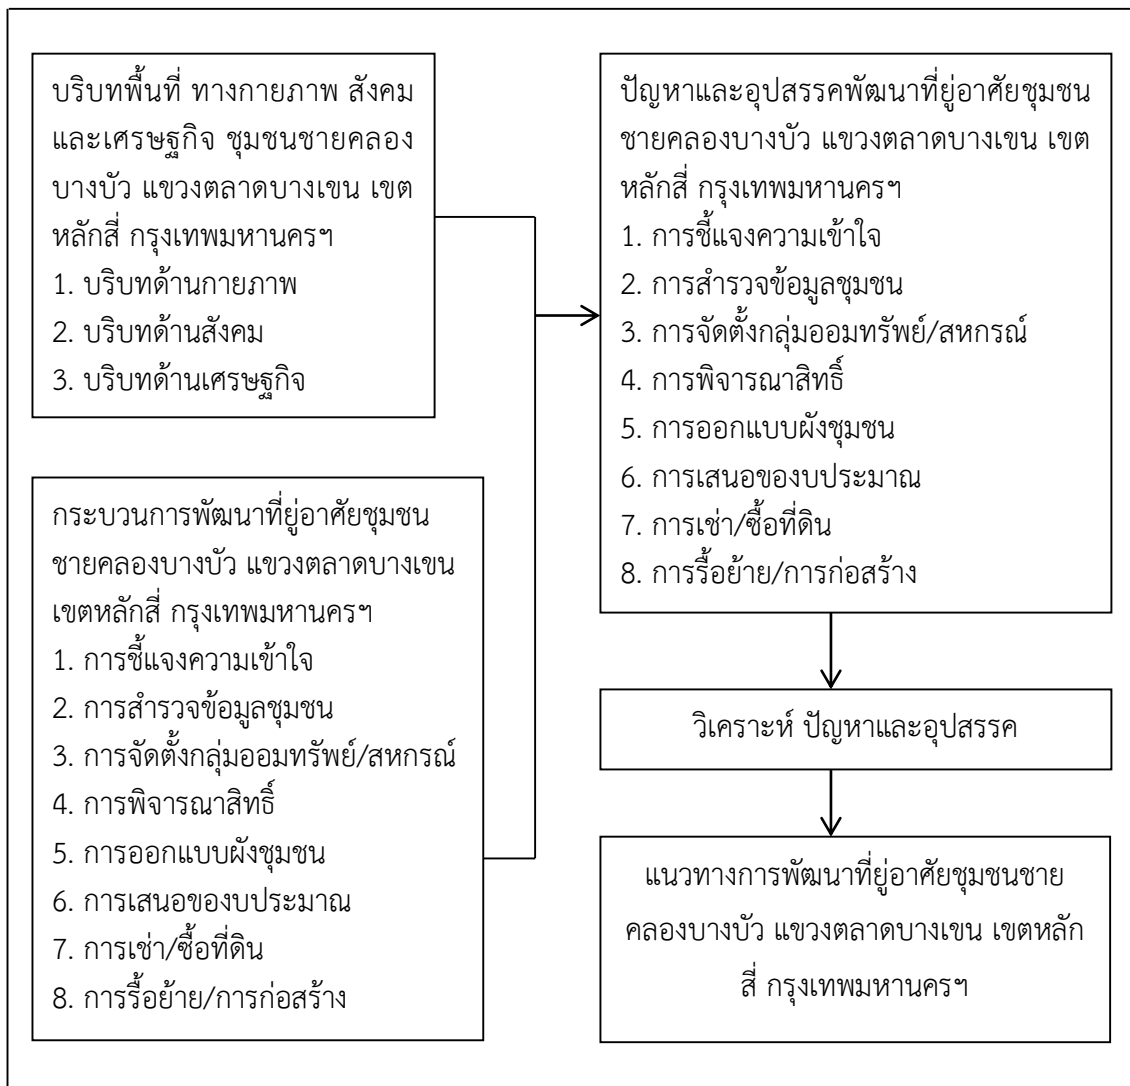 บริบทพื้นที่ ทางกายภาพ สังคม
และเศรษฐกิจ ชุมชนชายคลอง
บางบัว แขวงตลาดบางเขน เขต
หลักสี่ กรุงเทพมหานครฯ
1. บริบทด้านกายภาพ
2. บริบทด้านสังคม
3. บริบทด้านเศรษฐกิจ
กระบวนการพัฒนาที่ยู่อาศัยชุมชน
ชายคลองบางบัว แขวงตลาดบางเขน
เขตหลักสี่ กรุงเทพมหานครฯ
1. การชี้แจงความเข้าใจ
2. การสำรวจข้อมูลชุมชน
3. การจัดตั้งกลุ่มออมทรัพย์/สหกรณ์
4. การพิจารณาสิทธิ์
5. การออกแบบผังชุมชน
6. การเสนอของบประมาณ
7. การเช่า/ซื้อที่ดิน
8. การรื้อย้าย/การก่อสร้าง
ปัญหาและอุปสรรคพัฒนาที่ยู่อาศัยชุมชน
ชายคลองบางบัว แขวงตลาดบางเขน เขต
หลักสี่ กรุงเทพมหานครฯ
1. การชี้แจงความเข้าใจ
2. การสำรวจข้อมูลชุมชน
3. การจัดตั้งกลุ่มออมทรัพย์/สหกรณ์
4. การพิจารณาสิทธิ์
5. การออกแบบผังชุมชน
6. การเสนอของบประมาณ
7. การเช่า/ซื้อที่ดิน
8. การรื้อย้าย/การก่อสร้าง
วิเคราะห์ ปัญหาและอุปสรรค
แนวทางการพัฒนาที่ยู่อาศัยชุมชนชาย
คลองบางบัว แขวงตลาดบางเขน เขตหลัก
สี่ กรุงเทพมหานครฯ